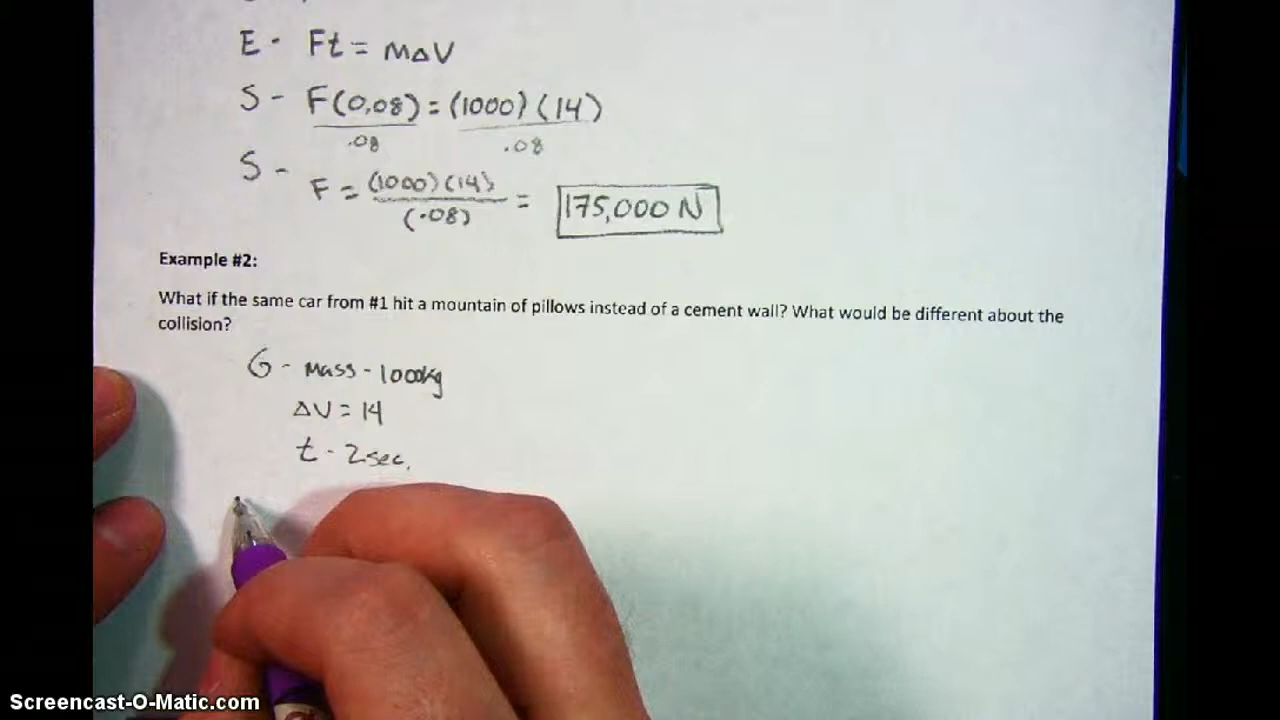 E - Ft = m∆V
S - F(0.08) = (1000)(14)
.08 .08
S - F = (1000)(14) = 175,000 N
(.08)
Example #2:
What if the same car from #1 hit a mountain of pillows instead of a cement wall? What would be different about the
collision?
G - mass - 1000kg
∆V = 14
t - 2sec.
Screencast-O-Matic.com